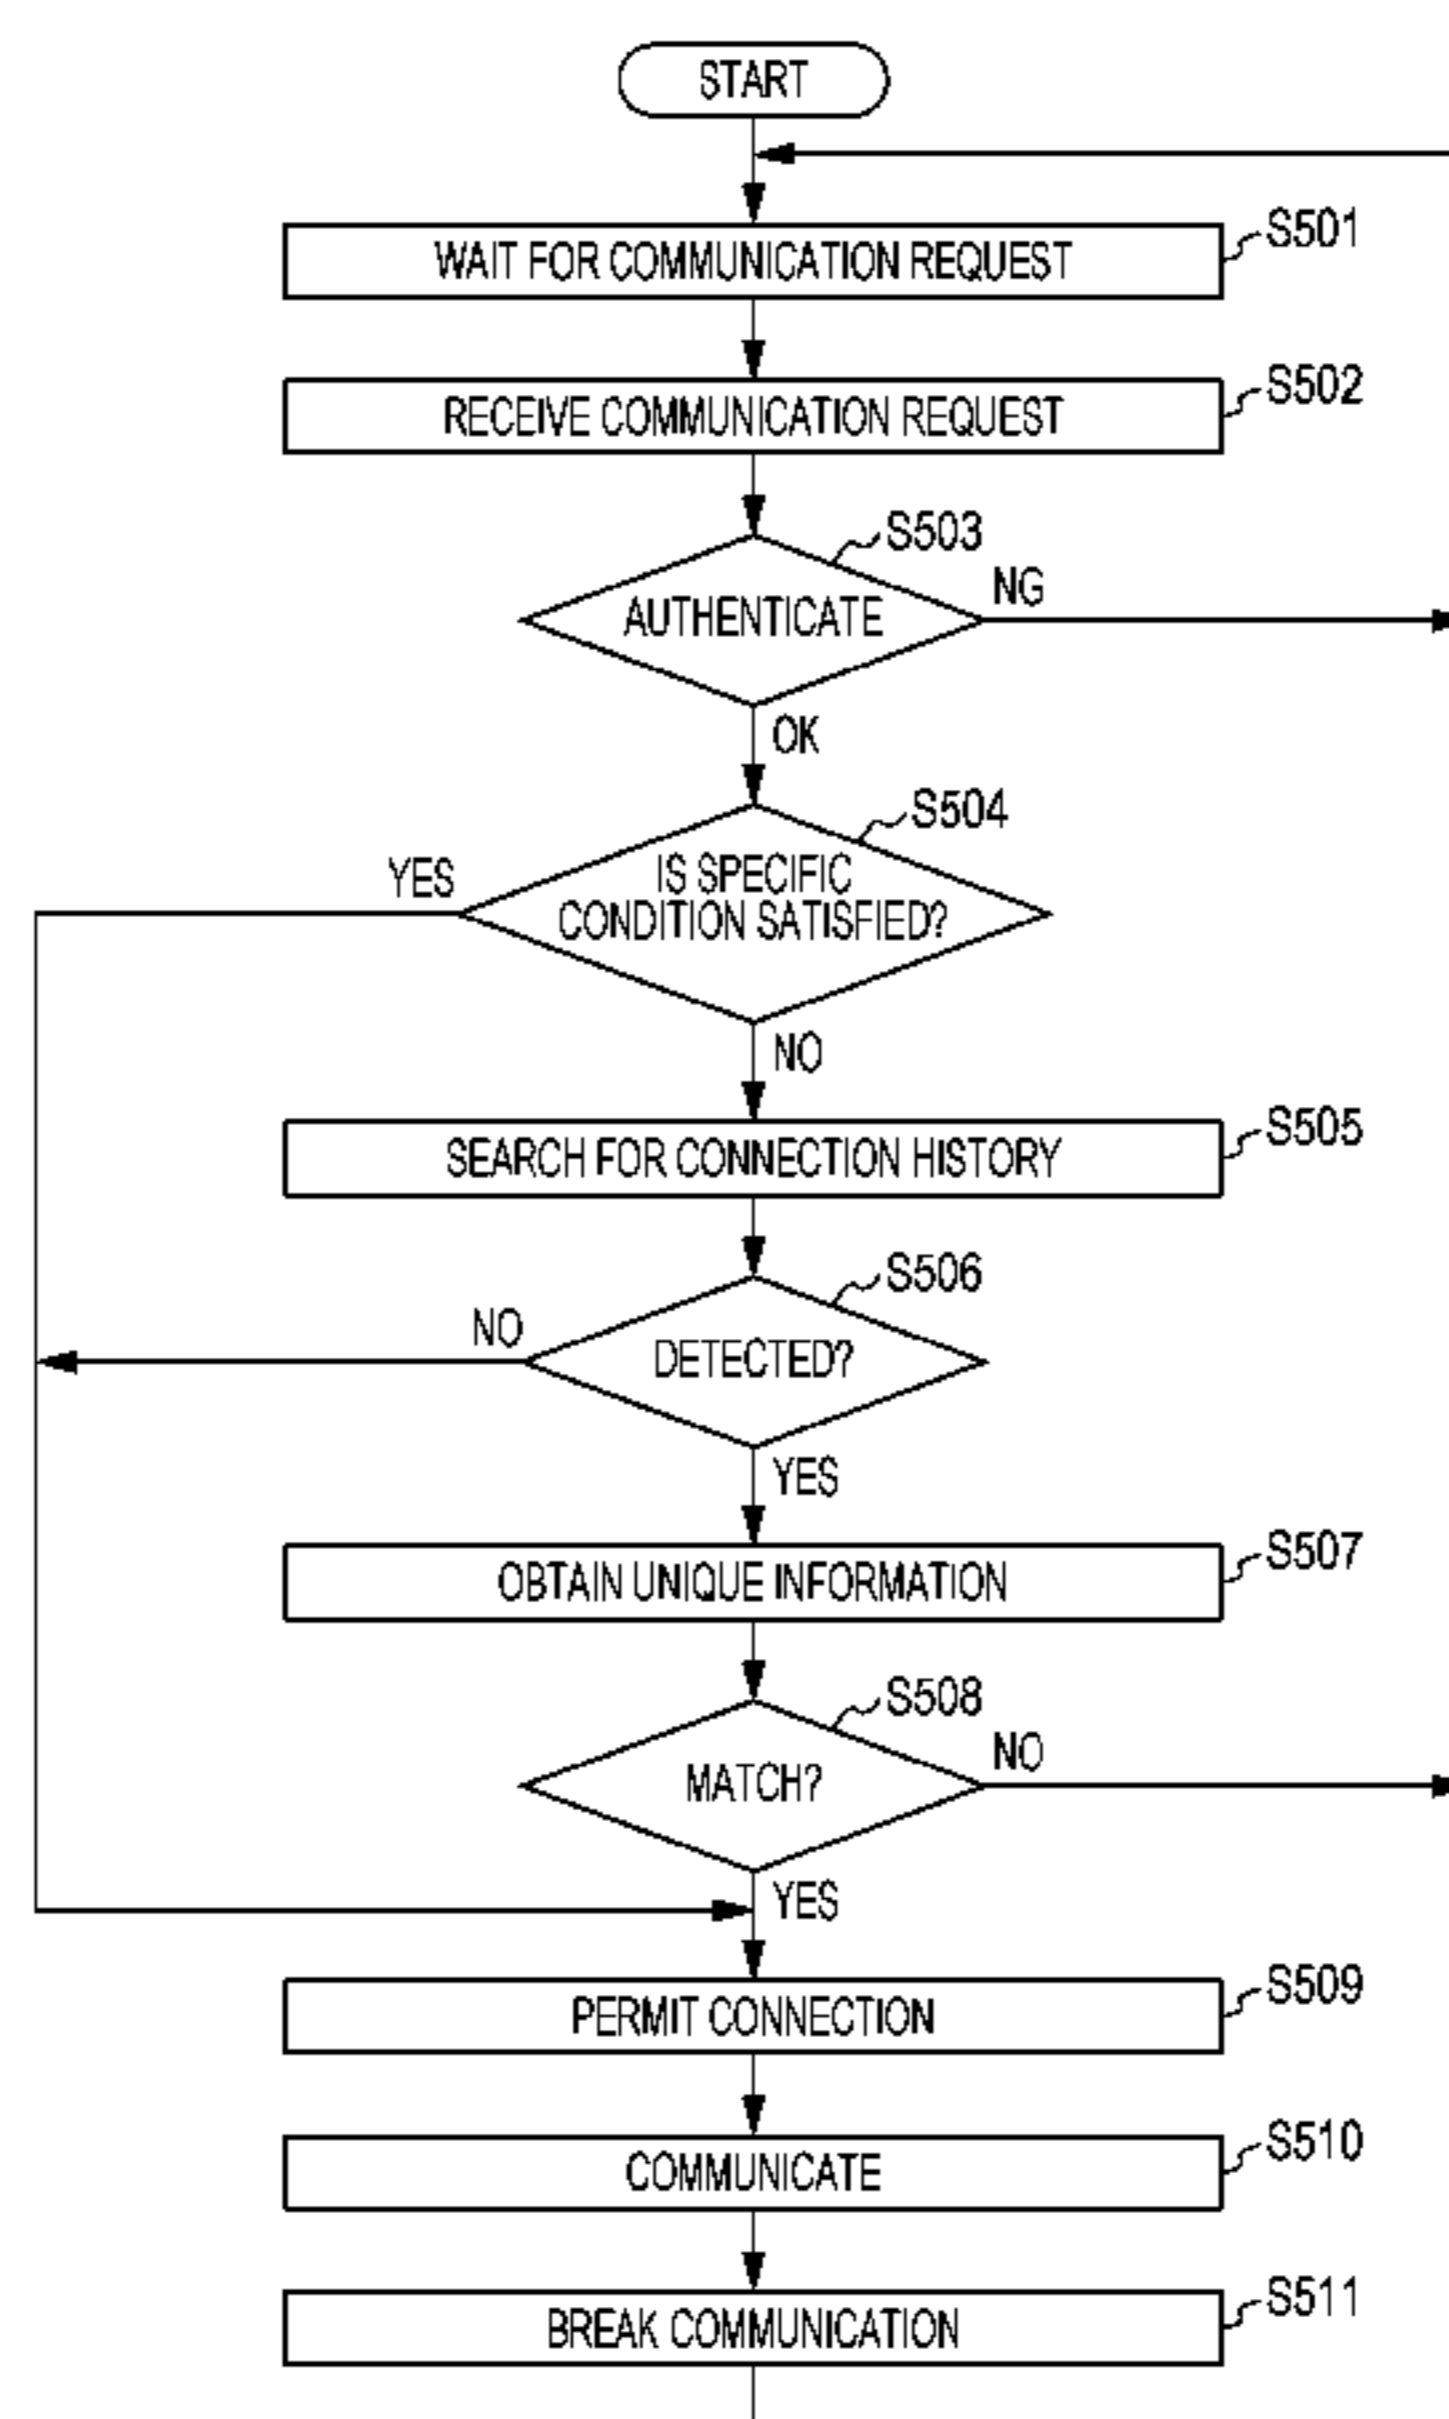 START
WAIT FOR COMMUNICATION REQUEST
S501
RECEIVE COMMUNICATION REQUEST
S502
S503
AUTHENTICATE
NG
OK
S504
YES
IS SPECIFIC
CONDITION SATISFIED?
NO
SEARCH FOR CONNECTION HISTORY
S505
S506
NO
DETECTED?
YES
OBTAIN UNIQUE INFORMATION
S507
S508
MATCH?
NO
YES
PERMIT CONNECTION
S509
COMMUNICATE
S510
BREAK COMMUNICATION
S511